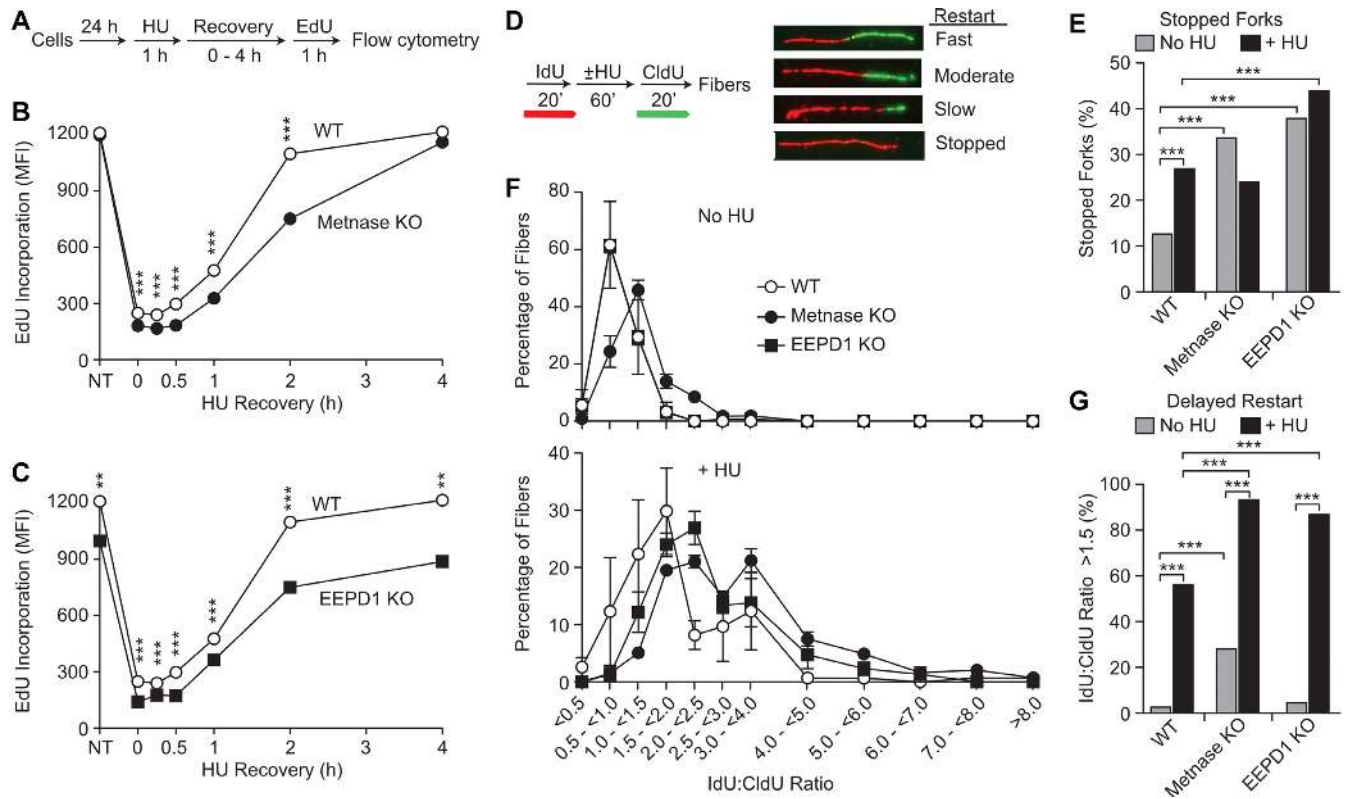 A
Cells
24 h
HU
1 h
Recovery
0 - 4 h
EdU
1 h
Flow cytometry
B
EdU Incorporation (MFI)
1200
900
600
300
0
***
***
***
***
***
WT
Metnase KO
NT
0
0.5
1
2
3
4
HU Recovery (h)
C
EdU Incorporation (MFI)
1200
900
600
300
0
**
***
***
***
***
***
**
WT
EEPD1 KO
NT
0
0.5
1
2
3
4
HU Recovery (h)
D
IdU
20'
±HU
60'
CldU
20'
Fibers
Restart
Fast
Moderate
Slow
Stopped
F
Percentage of Fibers
80
60
40
20
0
No HU
WT
Metnase KO
EEPD1 KO
Percentage of Fibers
40
30
20
10
0
+ HU
<0.5
0.5 - <1.0
1.0 - <1.5
1.5 - <2.0
2.0 - <2.5
2.5 - <3.0
3.0 - <4.0
4.0 - <5.0
5.0 - <6.0
6.0 - <7.0
7.0 - <8.0
>8.0
IdU:CldU Ratio
E
Stopped Forks
No HU
+ HU
Stopped Forks (%)
50
40
30
20
10
0
***
***
***
***
WT
Metnase KO
EEPD1 KO
G
Delayed Restart
No HU
+ HU
IdU:CldU Ratio >1.5 (%)
100
80
60
40
20
0
***
***
***
***
***
***
WT
Metnase KO
EEPD1 KO